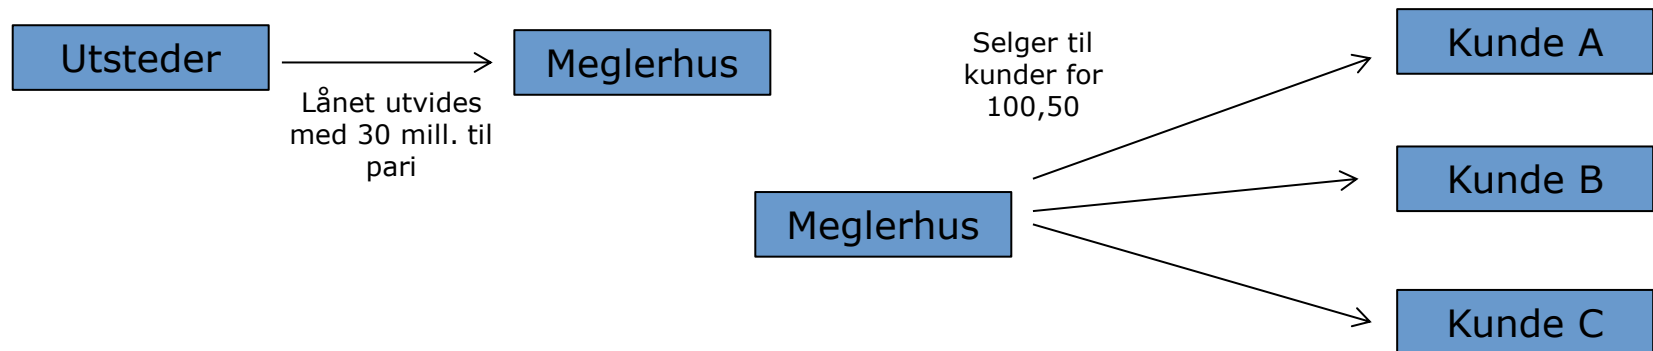 Utsteder
Lånet utvides
med 30 mill. til
pari
Meglerhus
Selger til
kunder for
100,50
Meglerhus
Kunde A
Kunde B
Kunde C